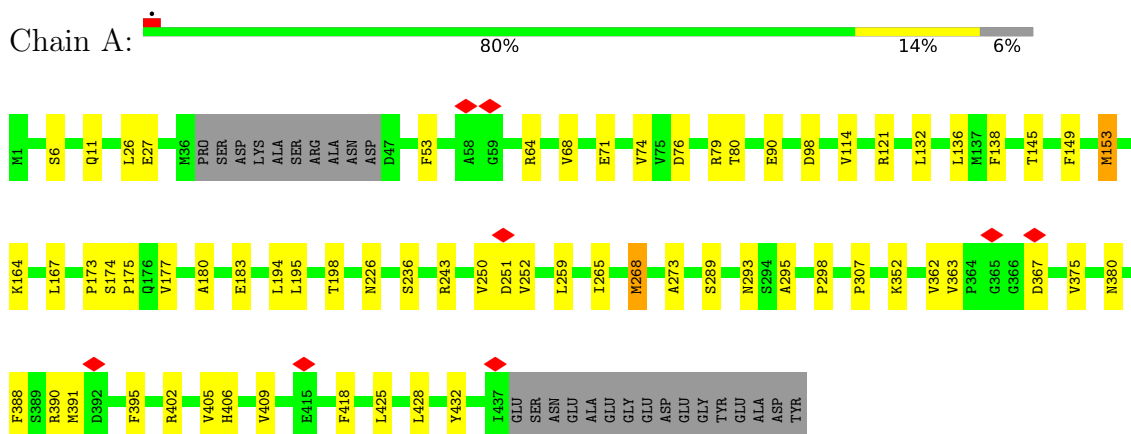 Chain A:
80% 14% 6%
M1 S6 Q11 L26 E27 M36 PRO SER ASP LYS ALA SER ARG ALA ASN ASP D47 F53 A58 G59 R64 V68 E71 V74 V75 D76 R79 T80 E90 D98 V114 R121 L132 L136 M137 F138 T145 F149 M153
K164 L167 P173 S174 P175 Q176 V177 A180 E183 L194 L195 T198 N226 S236 R243 V250 D251 V252 L259 I265 M268 A273 S289 N293 S294 A295 P298 P307 K352 V362 V363 P364 G365 G366 D367 V375 N380
F388 S389 R390 M391 D392 F395 R402 V405 H406 V409 E415 F418 L425 L428 Y432 I437 GLU SER ASN GLU ALA GLU GLY GLU ASP GLU GLY TYR GLU ALA ASP TYR